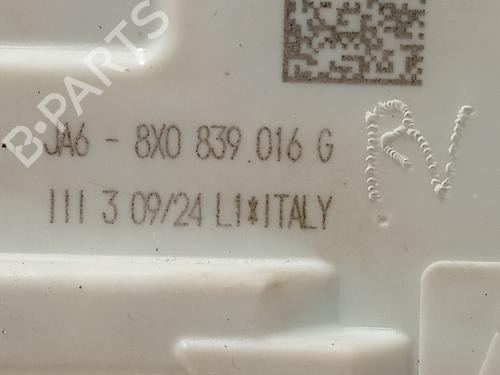 B-PARTS
JA6 - 8X0 839 016 G
III 3 09/24 L1*ITALY